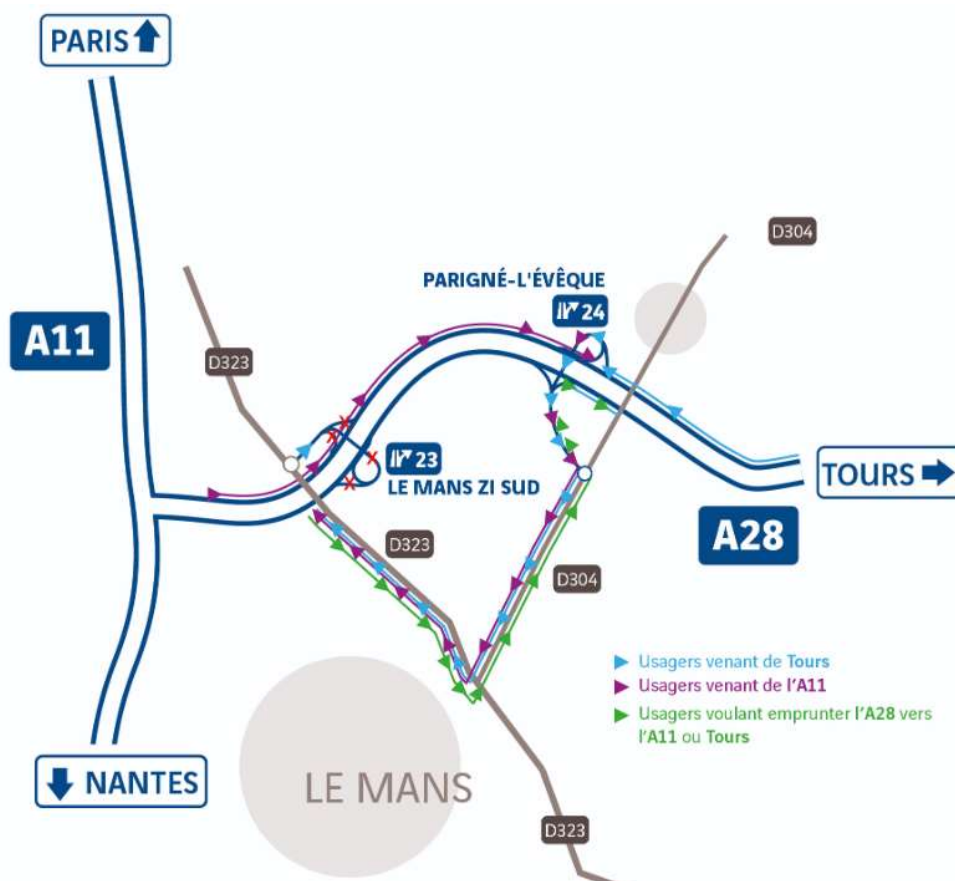 PARIS
D304
PARIGNÉ-L'ÉVÊQUE
24
A11
D323
23
LE MANS ZI SUD
TOURS
A28
D323
D304
Usagers venant de Tours
Usagers venant de l'A11
Usagers voulant emprunter l'A28 vers
l'A11 ou Tours
NANTES
LE MANS
D323